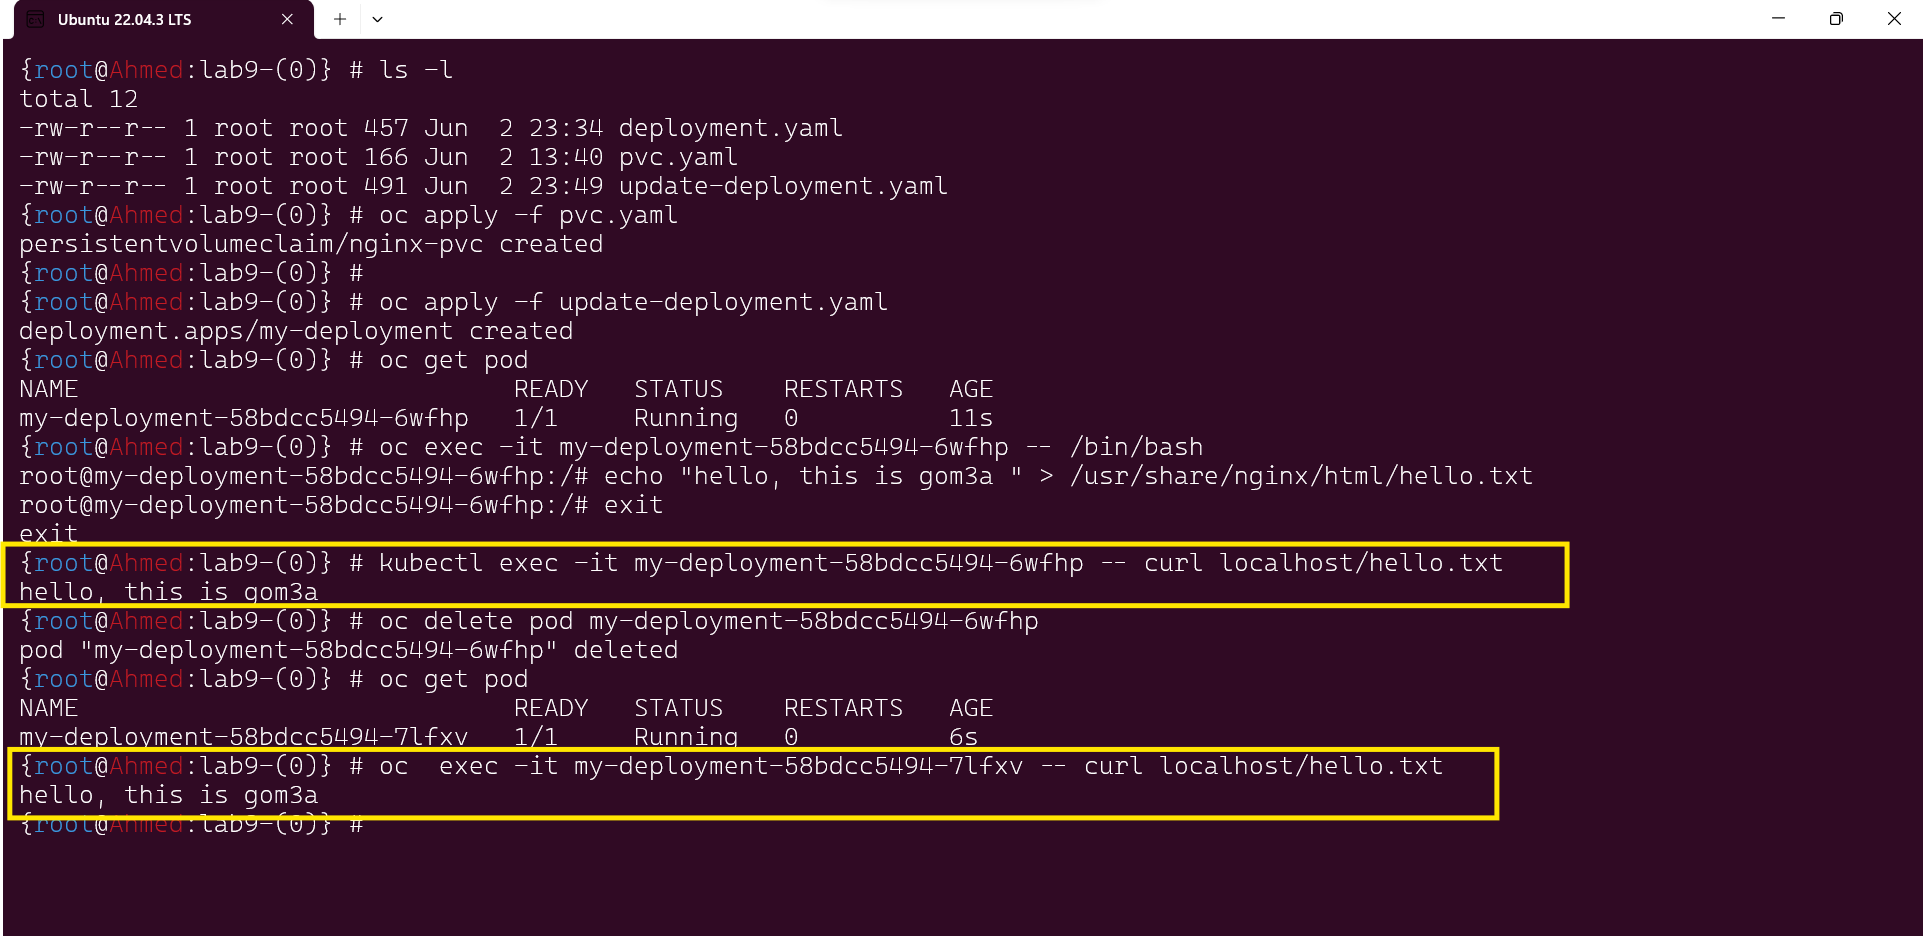 Ubuntu 22.04.3 LTS
{root@Ahmed:lab9-(0)} # ls -l
total 12
-rw-r--r-- 1 root root 457 Jun  2 23:34 deployment.yaml
-rw-r--r-- 1 root root 166 Jun  2 13:40 pvc.yaml
-rw-r--r-- 1 root root 491 Jun  2 23:49 update-deployment.yaml
{root@Ahmed:lab9-(0)} # oc apply -f pvc.yaml
persistentvolumeclaim/nginx-pvc created
{root@Ahmed:lab9-(0)} #
{root@Ahmed:lab9-(0)} # oc apply -f update-deployment.yaml
deployment.apps/my-deployment created
{root@Ahmed:lab9-(0)} # oc get pod
NAME                             READY   STATUS    RESTARTS   AGE
my-deployment-58bdcc5494-6wfhp   1/1     Running   0          11s
{root@Ahmed:lab9-(0)} # oc exec -it my-deployment-58bdcc5494-6wfhp -- /bin/bash
root@my-deployment-58bdcc5494-6wfhp:/# echo "hello, this is gom3a " > /usr/share/nginx/html/hello.txt
root@my-deployment-58bdcc5494-6wfhp:/# exit
exit
{root@Ahmed:lab9-(0)} # kubectl exec -it my-deployment-58bdcc5494-6wfhp -- curl localhost/hello.txt
hello, this is gom3a
{root@Ahmed:lab9-(0)} # oc delete pod my-deployment-58bdcc5494-6wfhp
pod "my-deployment-58bdcc5494-6wfhp" deleted
{root@Ahmed:lab9-(0)} # oc get pod
NAME                             READY   STATUS    RESTARTS   AGE
my-deployment-58bdcc5494-7lfxv   1/1     Running   0          6s
{root@Ahmed:lab9-(0)} # oc  exec -it my-deployment-58bdcc5494-7lfxv -- curl localhost/hello.txt
hello, this is gom3a
{root@Ahmed:lab9-(0)} #